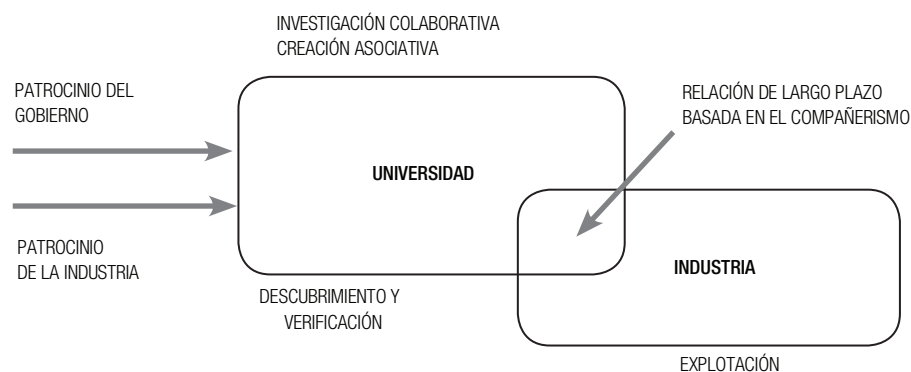 INVESTIGACIÓN COLABORATIVA
CREACIÓN ASOCIATIVA
PATROCINIO DEL
GOBIERNO
RELACIÓN DE LARGO PLAZO
BASADA EN EL COMPAÑERISMO
UNIVERSIDAD
PATROCINIO
DE LA INDUSTRIA
INDUSTRIA
DESCUBRIMIENTO Y
VERIFICACIÓN
EXPLOTACIÓN